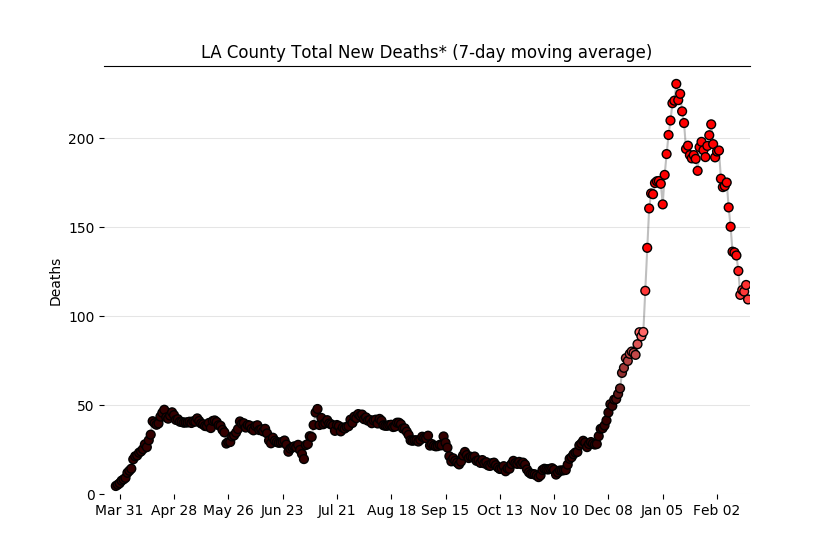 LA County Total New Deaths* (7-day moving average)
200
150
100
50
0
Deaths
Mar 31 Apr 28 May 26 Jun 23 Jul 21 Aug 18 Sep 15 Oct 13 Nov 10 Dec 08 Jan 05 Feb 02